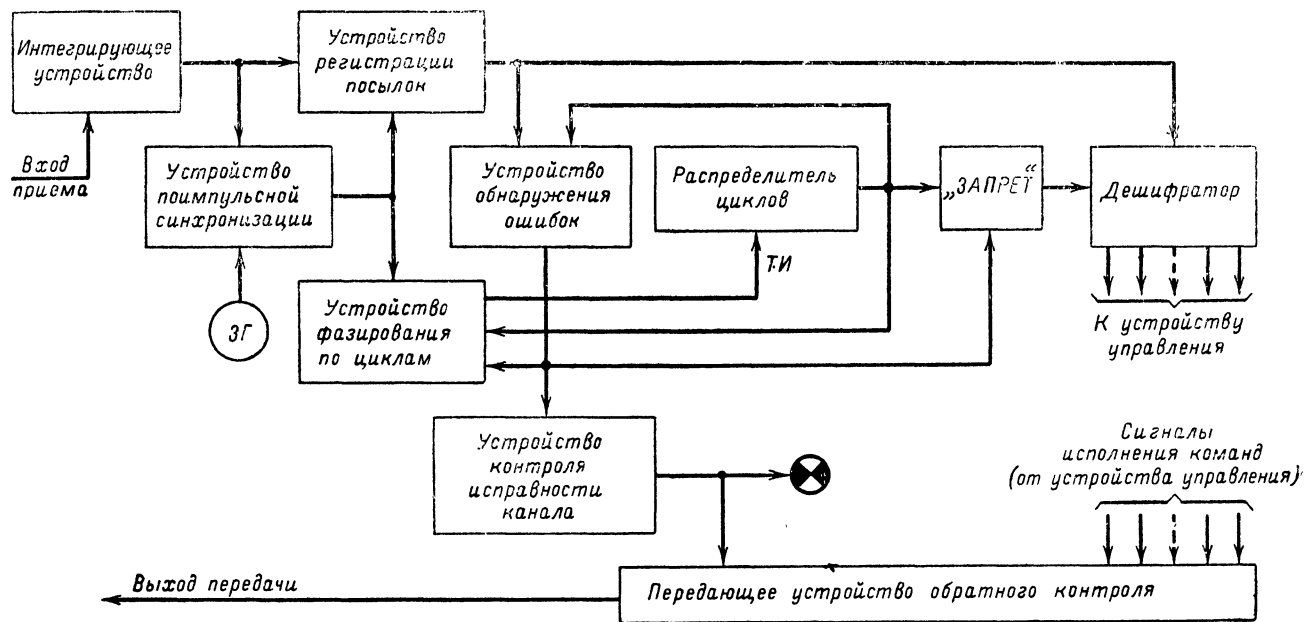 Интегрирующее
устройство
Устройство
регистрации
посылок
Вход
приема
Устройство
поимпульсной
синхронизации
Устройство
обнаружения
ошибок
Распределитель
циклов
„ЗАПРЕТ“
Дешифратор
ЗГ
Устройство
фазирования
по циклам
Т.И
К устройству
управления
Устройство
контроля
исправности
канала
Сигналы
исполнения команд
(от устройства управления)
Выход передачи
Передающее устройство обратного контроля